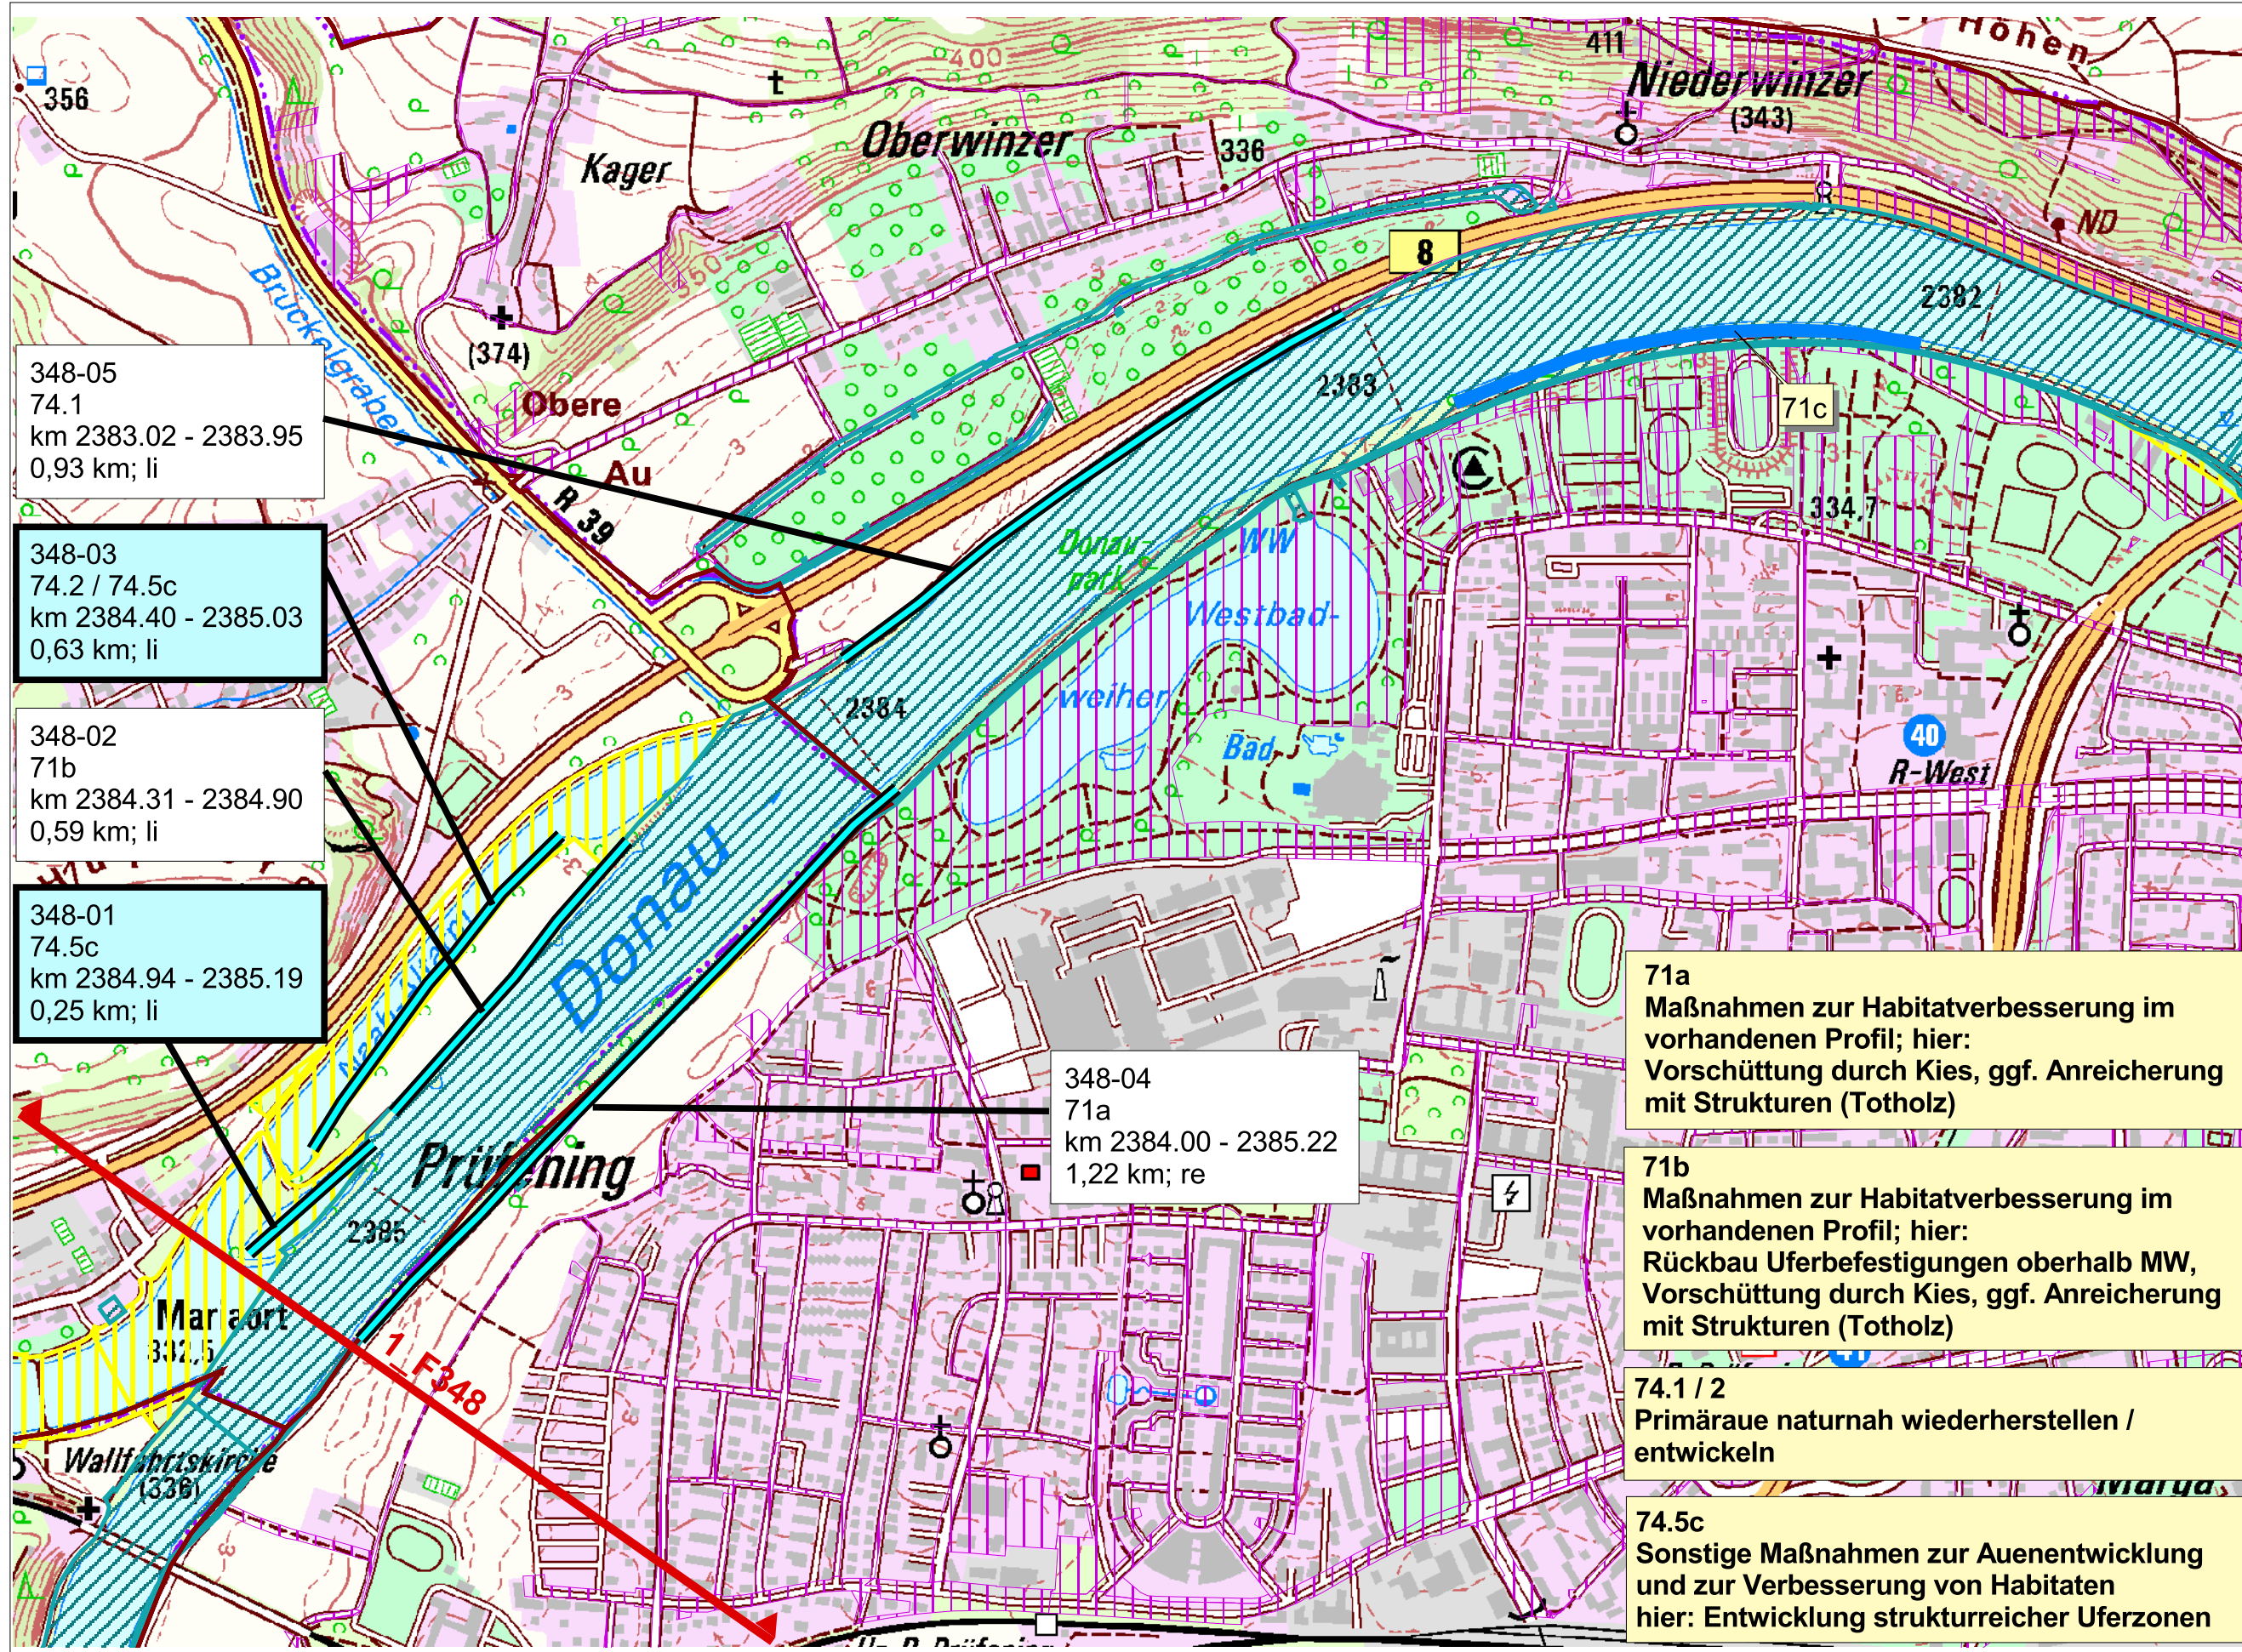 Höhen
411
400
Niederwinzer
(343)
356
Oberwinzer
336
Kager
ND
8
2382
Brückelgraben
(374)
350
348-05
74.1
km 2383.02 - 2383.95
0,93 km; li
2383
71c
Obere
Au
R 39
334,7
348-03
74.2 / 74.5c
km 2384.40 - 2385.03
0,63 km; li
Donau-
park
WW
Westbad-
weiher
2384
348-02
71b
km 2384.31 - 2384.90
0,59 km; li
Bad
40
R-West
Donau
348-01
74.5c
km 2384.94 - 2385.19
0,25 km; li
71a
Maßnahmen zur Habitatverbesserung im
vorhandenen Profil; hier:
Vorschüttung durch Kies, ggf. Anreicherung
mit Strukturen (Totholz)
348-04
71a
km 2384.00 - 2385.22
1,22 km; re
Prüfening
2385
71b
Maßnahmen zur Habitatverbesserung im
vorhandenen Profil; hier:
Rückbau Uferbefestigungen oberhalb MW,
Vorschüttung durch Kies, ggf. Anreicherung
mit Strukturen (Totholz)
Mariaort
332,5
1_F348
74.1 / 2
Primäraue naturnah wiederherstellen /
entwickeln
Wallfahrtskirche
(336)
74.5c
Sonstige Maßnahmen zur Auenentwicklung
und zur Verbesserung von Habitaten
hier: Entwicklung strukturreicher Uferzonen